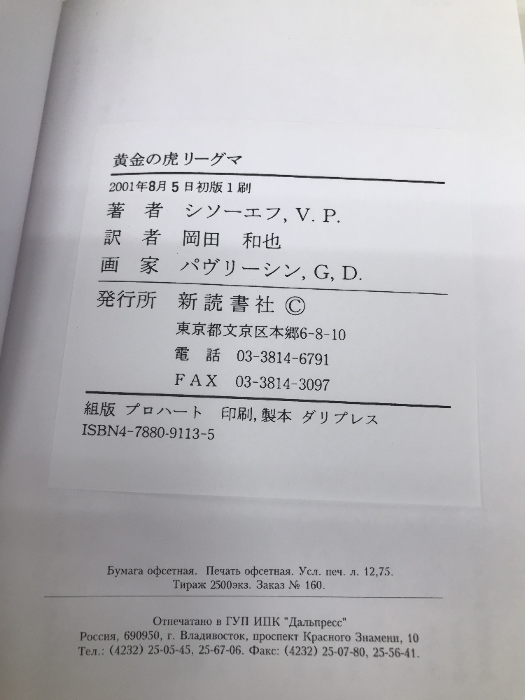 黄金の虎リーグマ
2001年8月5日初版1刷
著 者 シソーエフ, V. P.
訳 者 岡田 和也
画 家 パヴリーシン, G, D.
発行所 新読書社 ©
東京都文京区本郷6-8-10
電 話 03-3814-6791
FAX 03-3814-3097
組版 プロハート 印刷, 製本 ダリプレス
ISBN4-7880-9113-5
Бумага офсетная. Печать офсетная. Усл. печ. л. 12,75.
Тираж 2500экз. Заказ № 160.
Отпечатано в ГУП ИПК "Дальпресс"
Россия, 690950, г. Владивосток, проспект Красного Знамени, 10
Тел.: (4232) 25-05-45, 25-67-06. Факс: (4232) 25-07-80, 25-56-41.